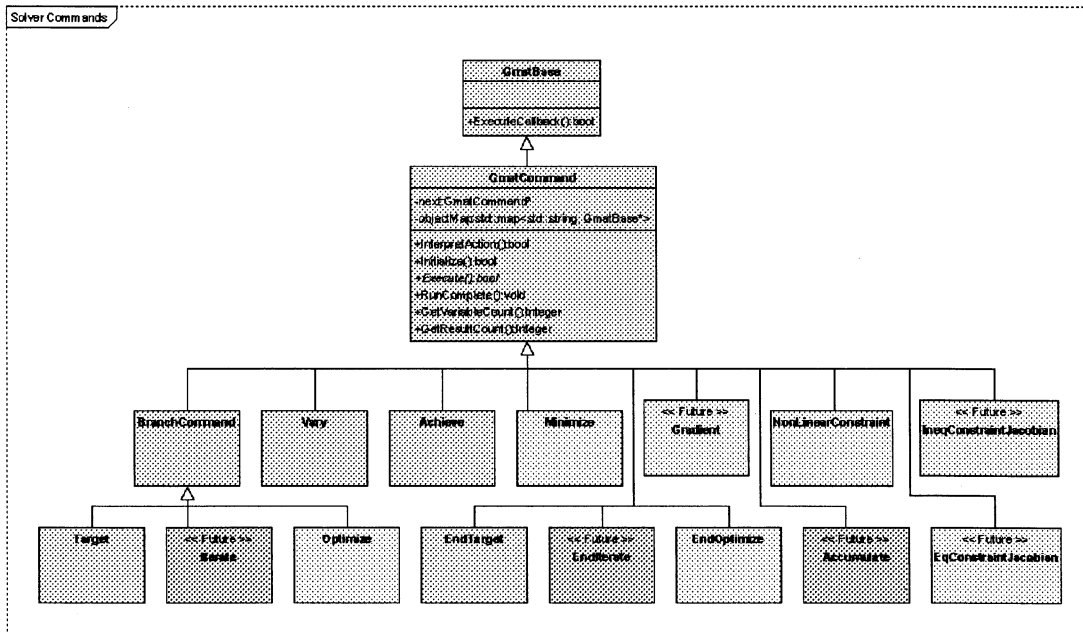 Solver Commands
GmatBase
+ExecuteCallback():bool
GmatCommand
-next:GmatCommand*
-objectMap:std::map<std::string, GmatBase*>
+InterpretAction():bool
+Initialize():bool
+Execute():bool
+RunComplete():void
+GetVariableCount():Integer
+GetResultCount():Integer
BranchCommand
Vary
Achieve
Minimize
<< Future >>
Gradient
NonLinearConstraint
<< Future >>
IneqConstraintJacobian
Target
<< Future >>
Iterate
Optimize
EndTarget
<< Future >>
EndIterate
EndOptimize
<< Future >>
Accumulate
<< Future >>
EqConstraintJacobian